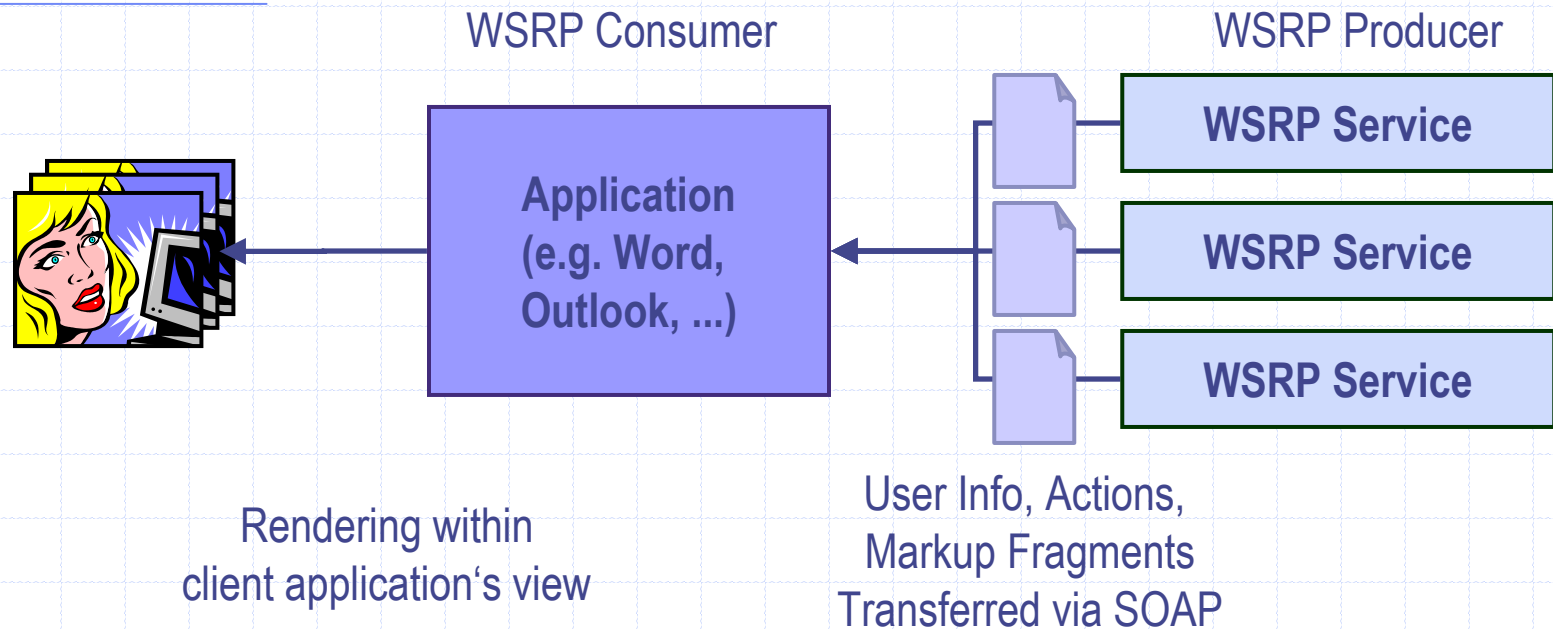 WSRP Consumer
WSRP Producer
WSRP Service
Application
(e.g. Word,
Outlook, ...)
WSRP Service
WSRP Service
Rendering within
client application‘s view
User Info, Actions,
Markup Fragments
Transferred via SOAP